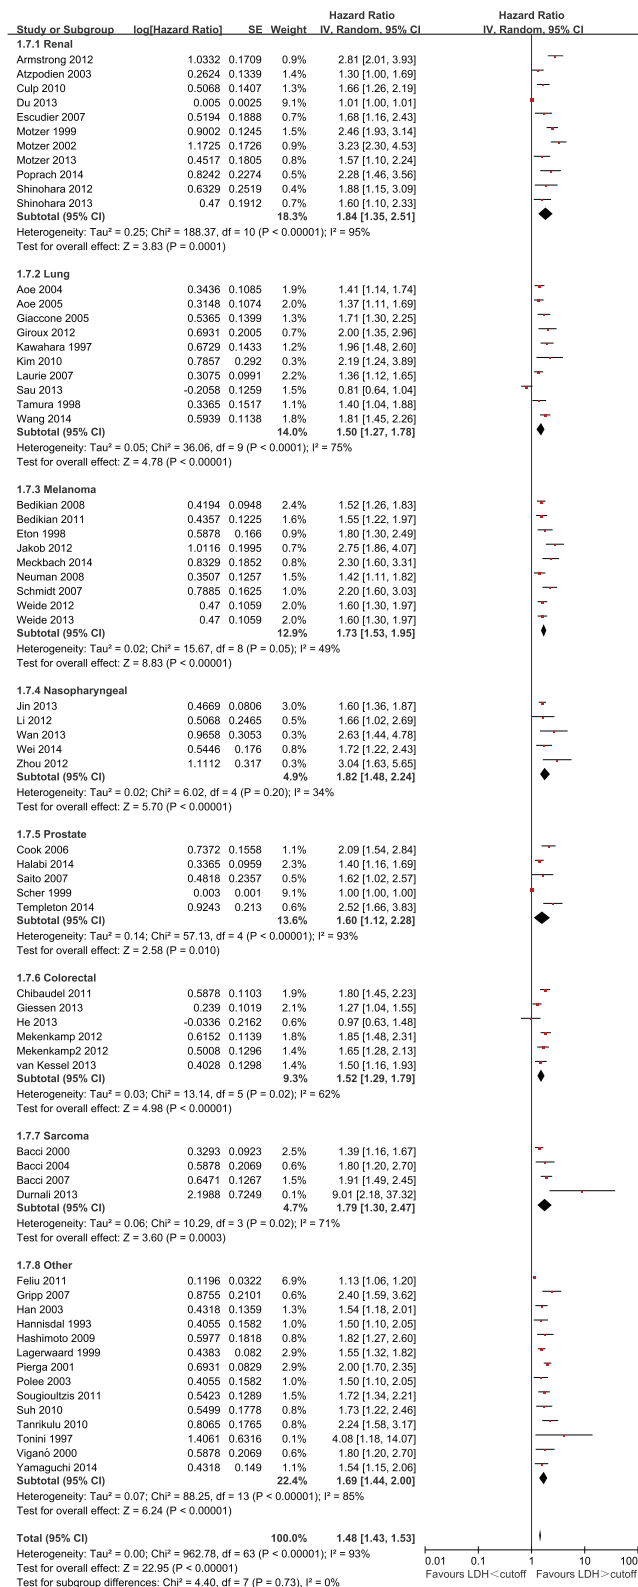 Hazard Ratio Hazard Ratio
Study or Subgroup log[Hazard Ratio] SE Weight IV, Random, 95% CI IV, Random, 95% CI
1.7.1 Renal
Armstrong 2012 1.0332 0.1709 0.9% 2.81 [2.01, 3.93]
Atzpodien 2003 0.2624 0.1339 1.4% 1.30 [1.00, 1.69]
Culp 2010 0.5068 0.1407 1.4% 1.66 [1.26, 2.19]
Du 2013 0.005 0.0025 9.1% 1.01 [1.00, 1.01]
Escudier 2007 0.5194 0.1888 0.8% 1.68 [1.16, 2.43]
Motzer 1999 0.9002 0.1245 1.5% 2.46 [1.93, 3.14]
Motzer 2002 1.1725 0.1726 0.9% 3.23 [2.30, 4.53]
Motzer 2013 0.4517 0.1805 0.8% 1.57 [1.10, 2.24]
Poprach 2014 0.8242 0.2274 0.6% 2.28 [1.46, 3.56]
Shinohara 2012 0.6329 0.2519 0.5% 1.88 [1.15, 3.09]
Shinohara 2013 0.47 0.1912 0.5% 1.60 [1.10, 2.33]
Subtotal (95% CI) 18.3% 1.84 [1.35, 2.51]
Heterogeneity: Tau² = 0.25; Chi² = 188.37, df = 10 (P < 0.00001); I² = 95%
Test for overall effect: Z = 3.83 (P = 0.0001)
1.7.2 Lung
Aoe 2004 0.3436 0.1085 1.9% 1.41 [1.14, 1.74]
Aoe 2005 0.3148 0.1074 2.0% 1.37 [1.11, 1.69]
Giaccone 2005 0.5365 0.1399 1.4% 1.71 [1.30, 2.25]
Giroux 2012 0.6931 0.2005 0.7% 2.00 [1.35, 2.96]
Kawahara 1997 0.6729 0.1433 1.3% 1.96 [1.48, 2.60]
Kim 2010 0.7857 0.292 0.3% 2.19 [1.24, 3.89]
Laurie 2007 0.3075 0.0991 2.2% 1.36 [1.12, 1.65]
Sau 2013 -0.2058 0.1259 1.5% 0.81 [0.64, 1.04]
Tamura 1998 0.3365 0.1517 1.1% 1.40 [1.04, 1.88]
Wang 2014 0.5939 0.1138 1.8% 1.81 [1.45, 2.26]
Subtotal (95% CI) 14.0% 1.50 [1.27, 1.78]
Heterogeneity: Tau² = 0.05; Chi² = 36.06, df = 9 (P < 0.0001); I² = 75%
Test for overall effect: Z = 4.78 (P < 0.00001)
1.7.3 Melanoma
Bedikian 2008 0.4194 0.0948 2.4% 1.52 [1.26, 1.83]
Bedikian 2011 0.4357 0.1225 1.6% 1.55 [1.22, 1.97]
Eton 1998 0.5878 0.166 1.0% 1.80 [1.30, 2.49]
Jakob 2012 1.0116 0.1995 0.7% 2.75 [1.86, 4.07]
Meckbach 2014 0.8329 0.1852 0.8% 2.30 [1.60, 3.31]
Neuman 2008 0.3507 0.1257 1.5% 1.42 [1.11, 1.82]
Schmidt 2007 0.7885 0.1625 1.0% 2.20 [1.60, 3.03]
Weide 2012 0.47 0.1059 2.0% 1.60 [1.30, 1.97]
Weide 2013 0.47 0.1059 2.0% 1.60 [1.30, 1.97]
Subtotal (95% CI) 12.9% 1.73 [1.53, 1.95]
Heterogeneity: Tau² = 0.02; Chi² = 15.67, df = 8 (P = 0.05); I² = 49%
Test for overall effect: Z = 8.83 (P < 0.00001)
1.7.4 Nasopharyngeal
Jin 2013 0.4669 0.0806 3.0% 1.60 [1.36, 1.87]
Li 2012 0.5068 0.2465 0.5% 1.66 [1.02, 2.69]
Wan 2013 0.9658 0.3053 0.3% 2.63 [1.44, 4.78]
Wei 2014 0.5446 0.176 0.8% 1.72 [1.22, 2.43]
Zhou 2012 1.1112 0.317 0.3% 3.04 [1.63, 5.65]
Subtotal (95% CI) 4.9% 1.82 [1.48, 2.24]
Heterogeneity: Tau² = 0.02; Chi² = 6.02, df = 4 (P = 0.20); I² = 34%
Test for overall effect: Z = 5.70 (P < 0.00001)
1.7.5 Prostate
Cook 2006 0.7372 0.1558 1.1% 2.09 [1.54, 2.84]
Halabi 2014 0.3365 0.0959 2.3% 1.40 [1.16, 1.69]
Saito 2007 0.4818 0.2357 0.5% 1.62 [1.02, 2.57]
Scher 1999 0.003 0.001 9.1% 1.00 [1.00, 1.00]
Templeton 2014 0.9243 0.213 0.6% 2.52 [1.66, 3.83]
Subtotal (95% CI) 13.6% 1.60 [1.12, 2.28]
Heterogeneity: Tau² = 0.14; Chi² = 57.13, df = 4 (P < 0.00001); I² = 93%
Test for overall effect: Z = 2.58 (P = 0.010)
1.7.6 Colorectal
Chibaudel 2011 0.5878 0.1103 1.9% 1.80 [1.45, 2.23]
Giessen 2013 0.239 0.1019 2.1% 1.27 [1.04, 1.55]
He 2013 -0.0336 0.2162 0.6% 0.97 [0.63, 1.48]
Mekenkamp 2012 0.6152 0.1139 1.8% 1.85 [1.48, 2.31]
Mekenkamp2 2012 0.5008 0.1296 1.4% 1.65 [1.28, 2.13]
van Kessel 2013 0.4028 0.1298 1.4% 1.50 [1.16, 1.93]
Subtotal (95% CI) 9.3% 1.52 [1.29, 1.79]
Heterogeneity: Tau² = 0.03; Chi² = 13.14, df = 5 (P = 0.02); I² = 62%
Test for overall effect: Z = 4.98 (P < 0.00001)
1.7.7 Sarcoma
Bacci 2000 0.3293 0.0923 2.5% 1.39 [1.16, 1.67]
Bacci 2004 0.5878 0.2069 0.6% 1.80 [1.20, 2.70]
Bacci 2007 0.6471 0.1267 1.5% 1.91 [1.49, 2.45]
Durnali 2013 2.1988 0.7249 0.1% 9.01 [2.18, 37.32]
Subtotal (95% CI) 4.7% 1.79 [1.30, 2.47]
Heterogeneity: Tau² = 0.06; Chi² = 10.29, df = 3 (P = 0.02); I² = 71%
Test for overall effect: Z = 3.60 (P = 0.0003)
1.7.8 Other
Feliu 2011 0.1196 0.0322 6.9% 1.13 [1.06, 1.20]
Gripp 2007 0.8755 0.2101 0.6% 2.40 [1.59, 3.62]
Han 2003 0.4318 0.1359 1.3% 1.54 [1.18, 2.01]
Hannisdal 1993 0.4055 0.1582 1.0% 1.50 [1.10, 2.05]
Hashimoto 2009 0.5977 0.1818 0.8% 1.82 [1.27, 2.60]
Lagerwaard 1999 0.4383 0.082 2.9% 1.55 [1.32, 1.82]
Pierga 2001 0.6931 0.0829 2.9% 2.00 [1.70, 2.35]
Polee 2003 0.4055 0.1582 1.0% 1.50 [1.10, 2.05]
Sougioultzis 2011 0.5423 0.1289 1.4% 1.72 [1.34, 2.21]
Suh 2010 0.5499 0.1778 0.8% 1.73 [1.22, 2.46]
Tanrikulu 2010 0.8065 0.1765 0.8% 2.24 [1.58, 3.17]
Tonini 1997 1.4061 0.6316 0.1% 4.08 [1.18, 14.07]
Viganó 2000 0.5878 0.2069 0.6% 1.80 [1.20, 2.70]
Yamaguchi 2014 0.4318 0.149 1.1% 1.54 [1.15, 2.06]
Subtotal (95% CI) 22.4% 1.69 [1.44, 2.00]
Heterogeneity: Tau² = 0.07; Chi² = 88.25, df = 13 (P < 0.00001); I² = 85%
Test for overall effect: Z = 6.24 (P < 0.00001)
Total (95% CI) 100.0% 1.48 [1.43, 1.53]
Heterogeneity: Tau² = 0.00; Chi² = 962.78, df = 63 (P < 0.00001); I² = 93%
Test for overall effect: Z = 22.95 (P < 0.00001)
Test for subgroup differences: Chi² = 4.40, df = 7 (P = 0.73), I² = 0%
0.01 0.1 1 10 100
Favours LDH<cutoff Favours LDH>cutoff